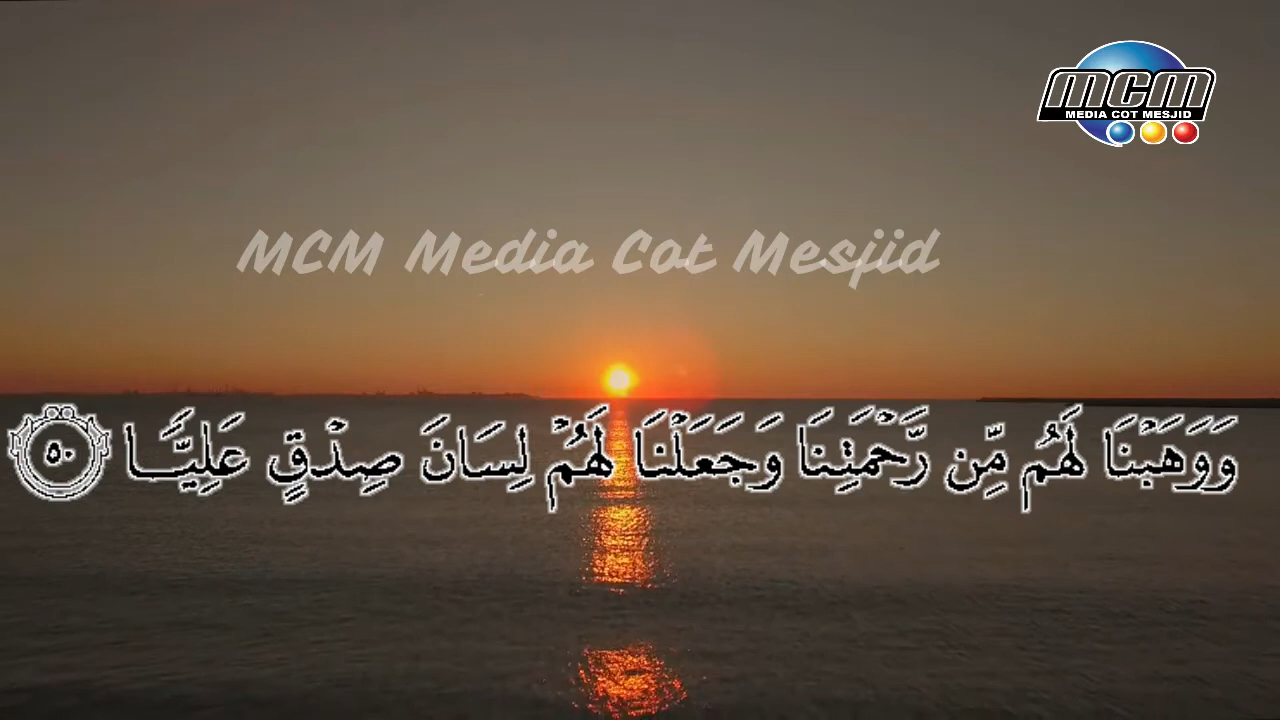 mcm
MEDIA COT MESJID
MCM Media Cot Mesjid
وَوَهَبْنَا لَهُم مِّن رَّحْمَتِنَا وَجَعَلْنَا لَهُمْ لِسَانَ صِدْقٍ عَلِيًّا ٥٠